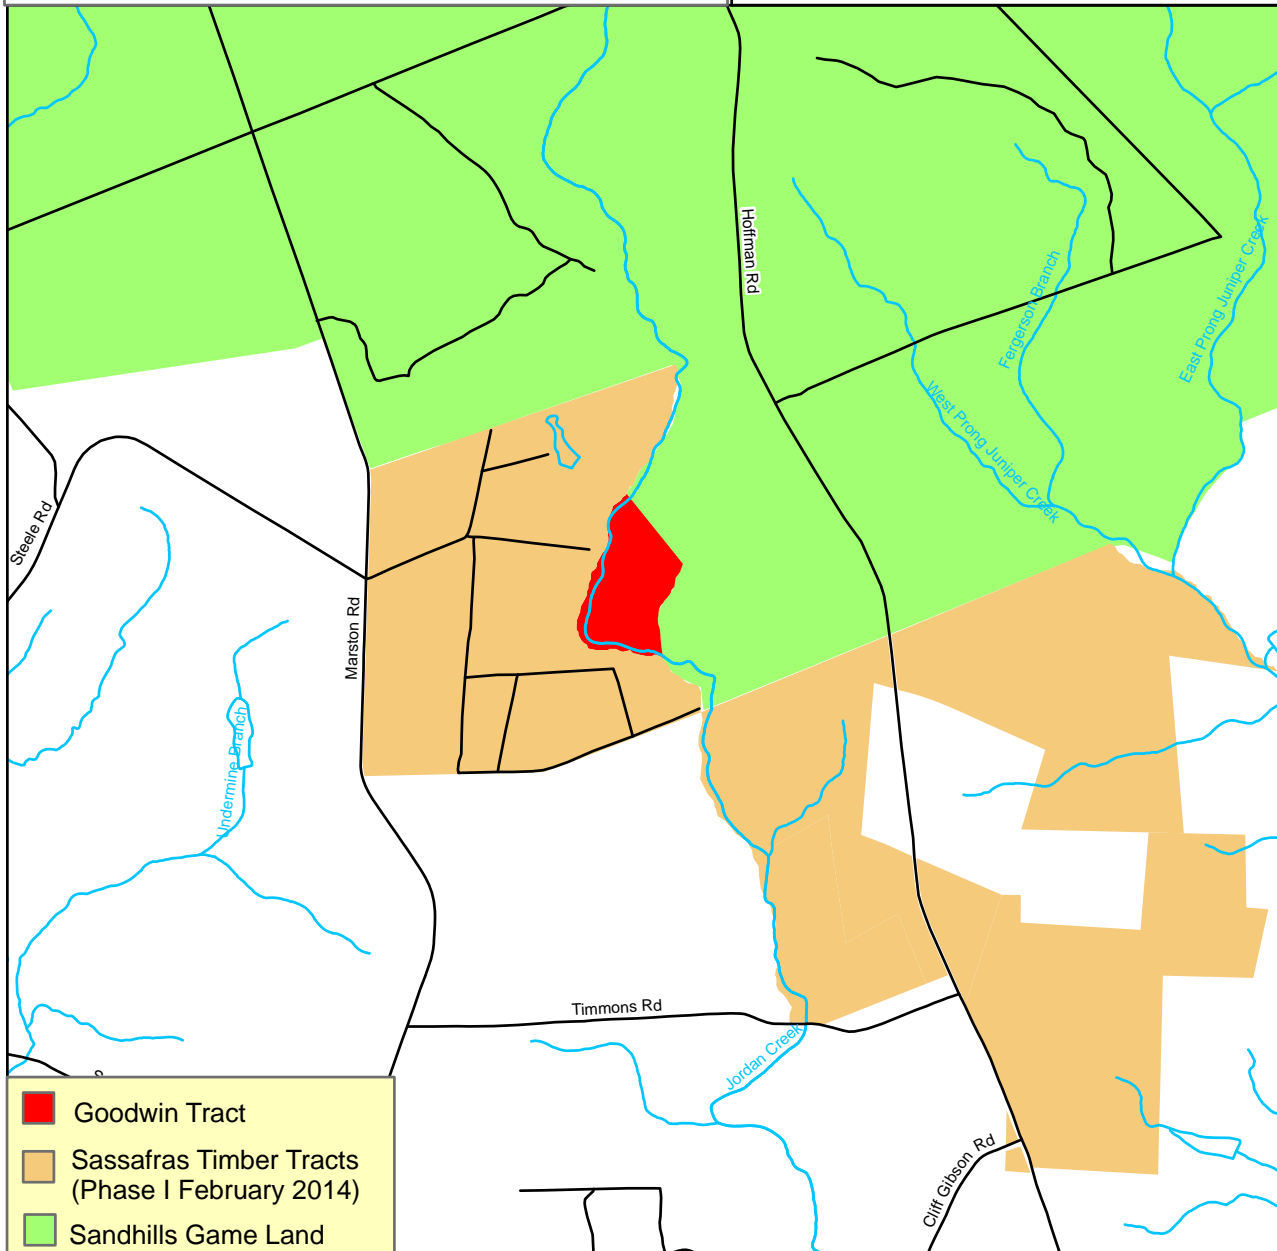 Hoffman Rd
Fergerson Branch
East Prong Juniper Creek
West Prong Juniper Creek
Steele Rd
Marston Rd
Undermine Branch
Timmons Rd
Jordan Creek
Cliff Gibson Rd
Goodwin Tract
Sassafras Timber Tracts
(Phase I February 2014)
Sandhills Game Land